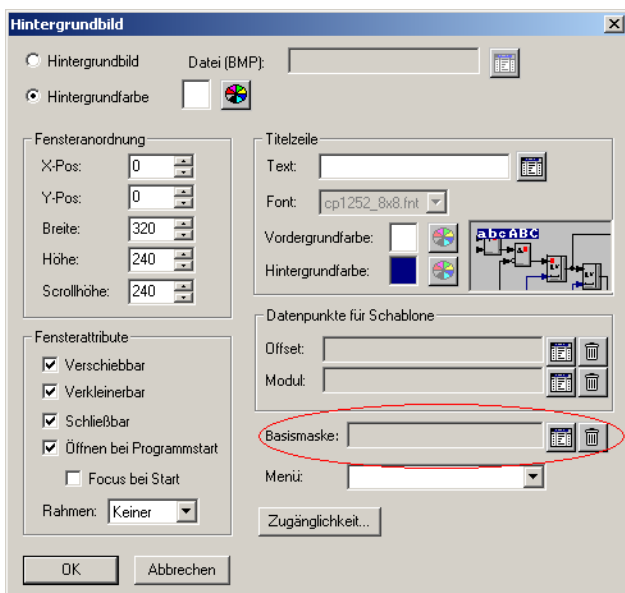 Hintergrundbild
Hintergrundbild Datei (BMP):
Hintergrundfarbe
Fensteranordnung
X-Pos: 0
Y-Pos: 0
Breite: 320
Höhe: 240
Scrollhöhe: 240
Titelzeile
Text:
Font: cp1252_8x8.fnt
Vordergrundfarbe:
Hintergrundfarbe:
abcABC
LV
LV
Datenpunkte für Schablone
Offset:
Modul:
Fensterattribute
Verschiebbar
Verkleinerbar
Schließbar
Öffnen bei Programmstart
Focus bei Start
Rahmen: Keiner
Basismaske:
Menü:
Zugänglichkeit...
OK Abbrechen